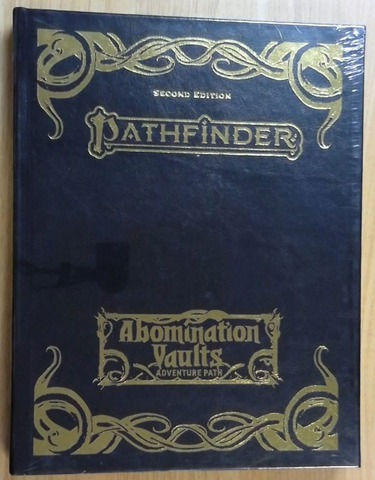 Second Edition
Pathfinder
Abomination
Vaults
Adventure Path